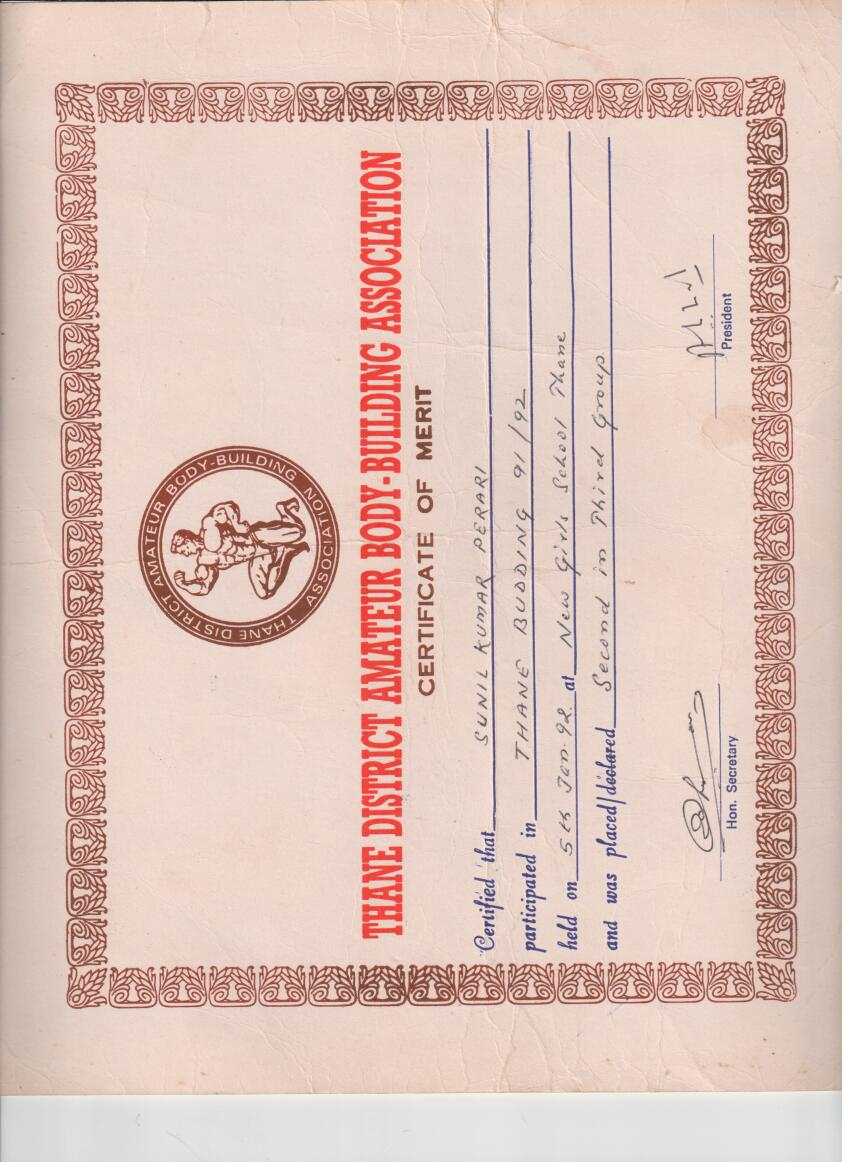 THANE DISTRICT AMATEUR BODY-BUILDING ASSOCIATION
THANE DISTRICT AMATEUR BODY-BUILDING ASSOCIATION
CERTIFICATE OF MERIT
Certified that SUNIL KUMAR PERARI
participated in THANE BUDDING 91/92
held on 5th Jan. 92 at New Girls School Thane
and was placed/declared Second in Third Group
Hon. Secretary
President